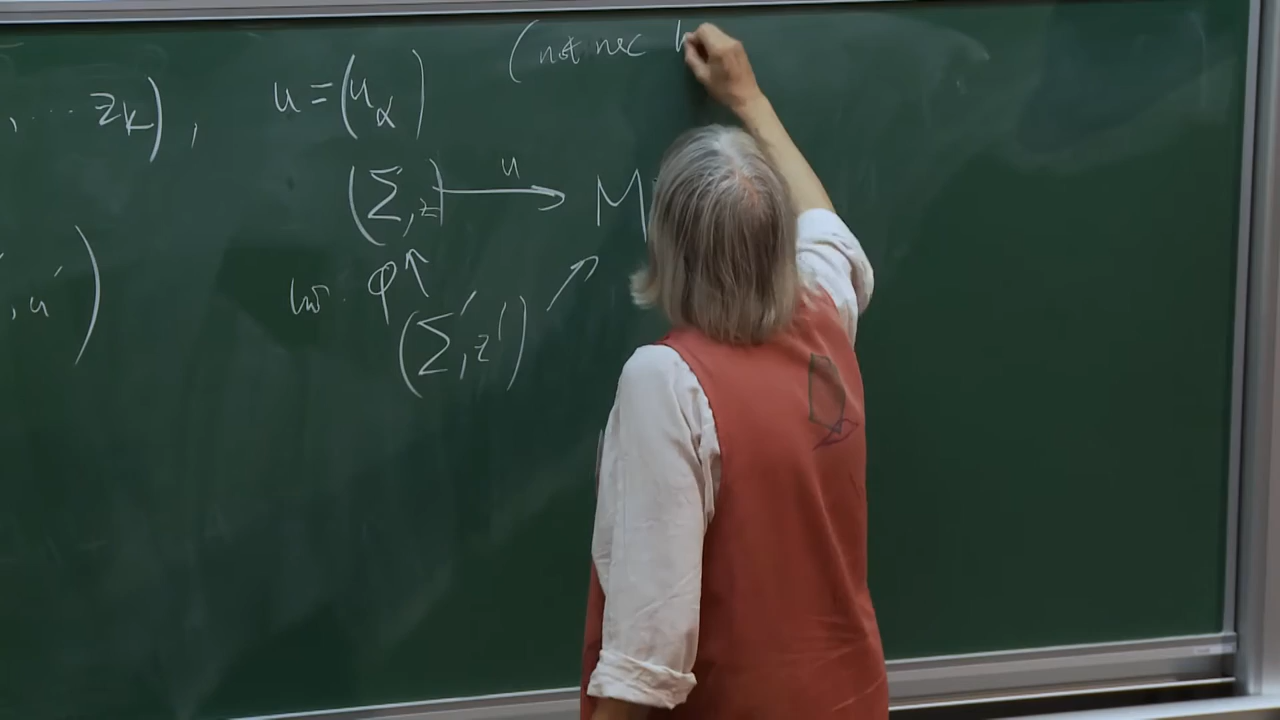 (not nec
, ... z_k), u = (u_α)
(Σ, z) →^u M
, u')
φ ↑ ↗
(Σ', z')